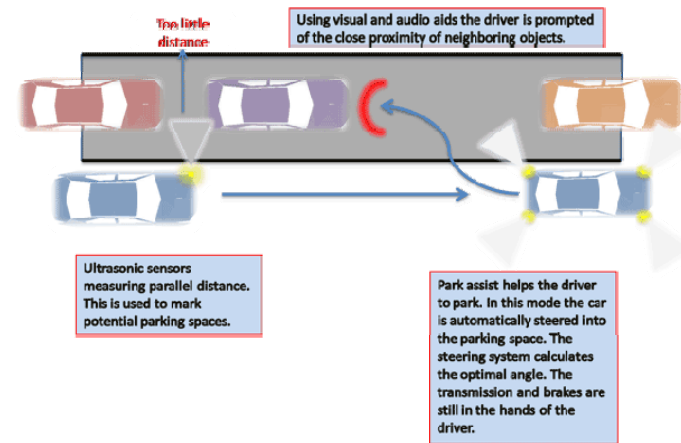 Too little
distance
Using visual and audio aids the driver is prompted
of the close proximity of neighboring objects.
Ultrasonic sensors
measuring parallel distance.
This is used to mark
potential parking spaces.
Park assist helps the driver
to park. In this mode the car
is automatically steered into
the parking space. The
steering system calculates
the optimal angle. The
transmission and brakes are
still in the hands of the
driver.